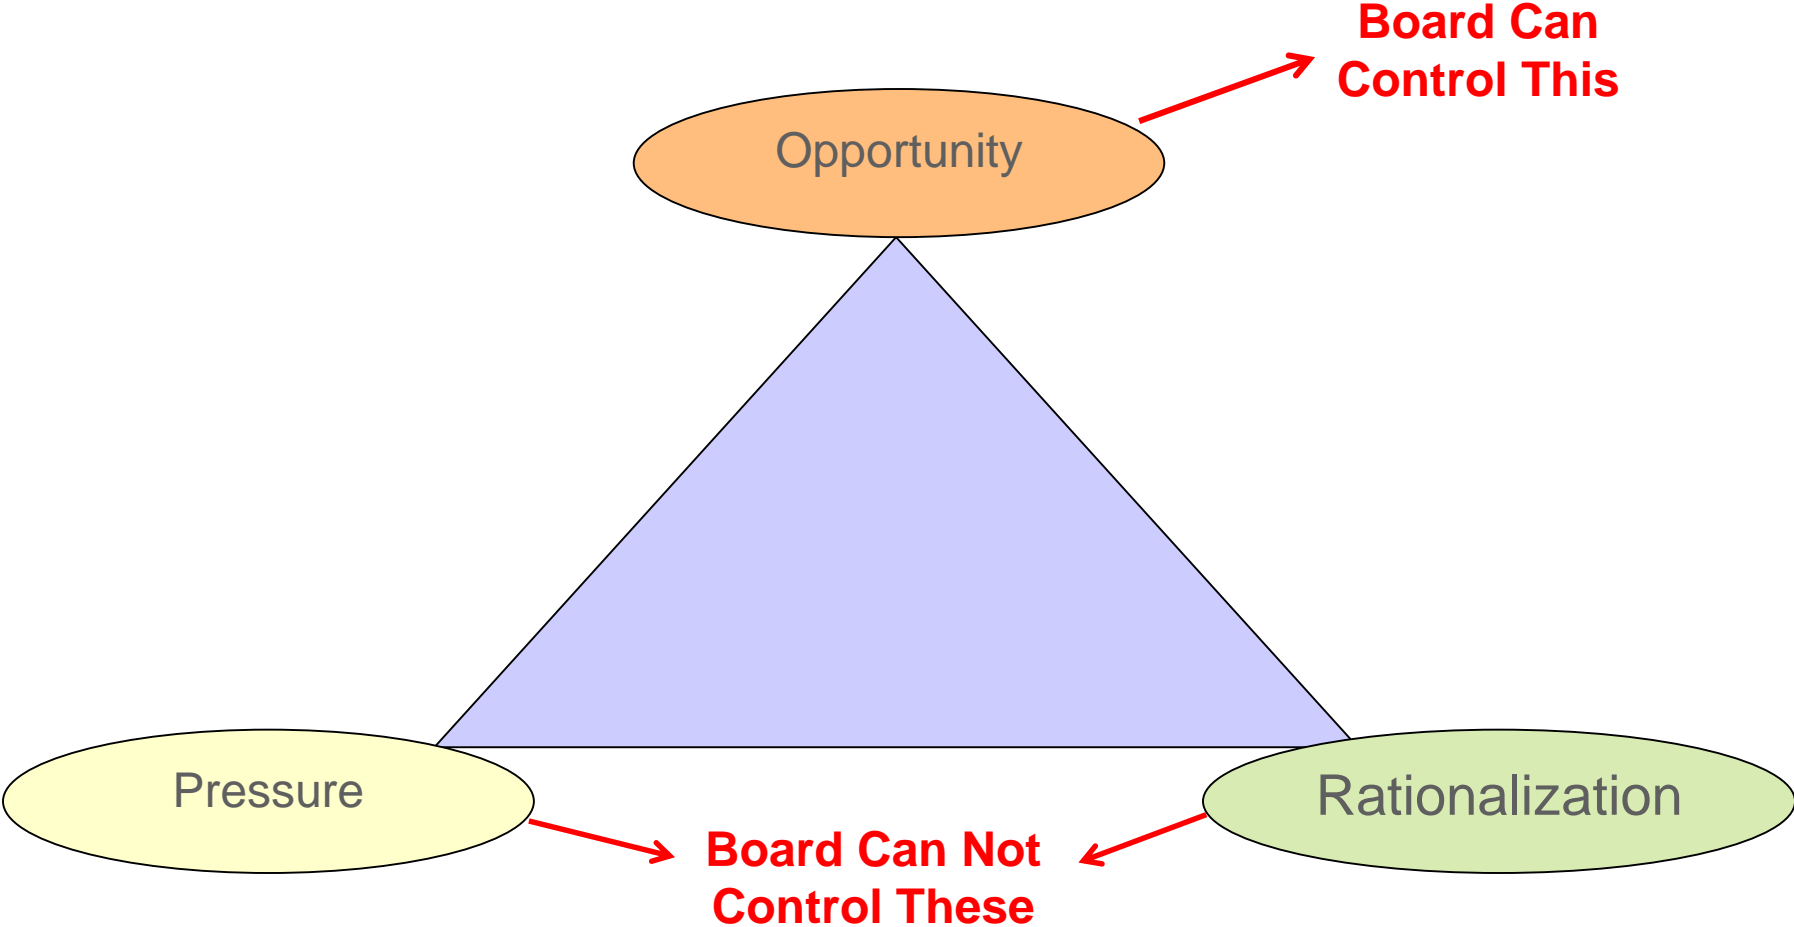 Board Can
Control This
Opportunity
Pressure
Rationalization
Board Can Not
Control These